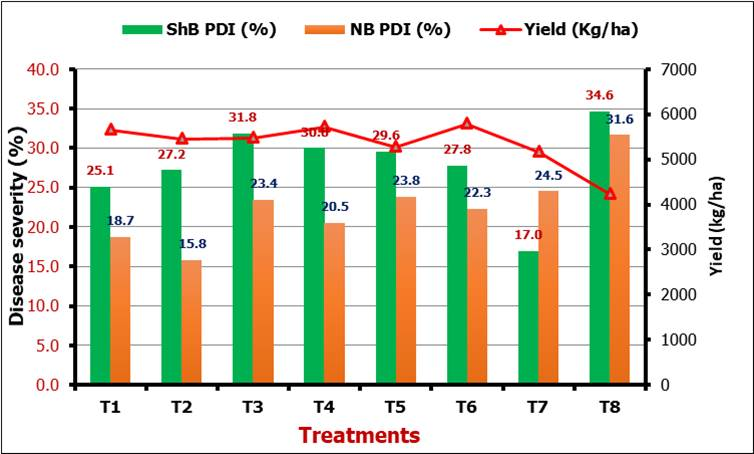 ShB PDI (%) NB PDI (%) Yield (Kg/ha)
40.0 7000
35.0 6000
30.0 5000
25.0 4000
20.0 3000
15.0 2000
10.0 1000
5.0 0
0.0
Disease severity (%)
Yield (kg/ha)
25.1 27.2 31.8 29.6 27.8 17.0 34.6
18.7 15.8 23.4 20.5 23.8 22.3 24.5 31.6
T1 T2 T3 T4 T5 T6 T7 T8
Treatments